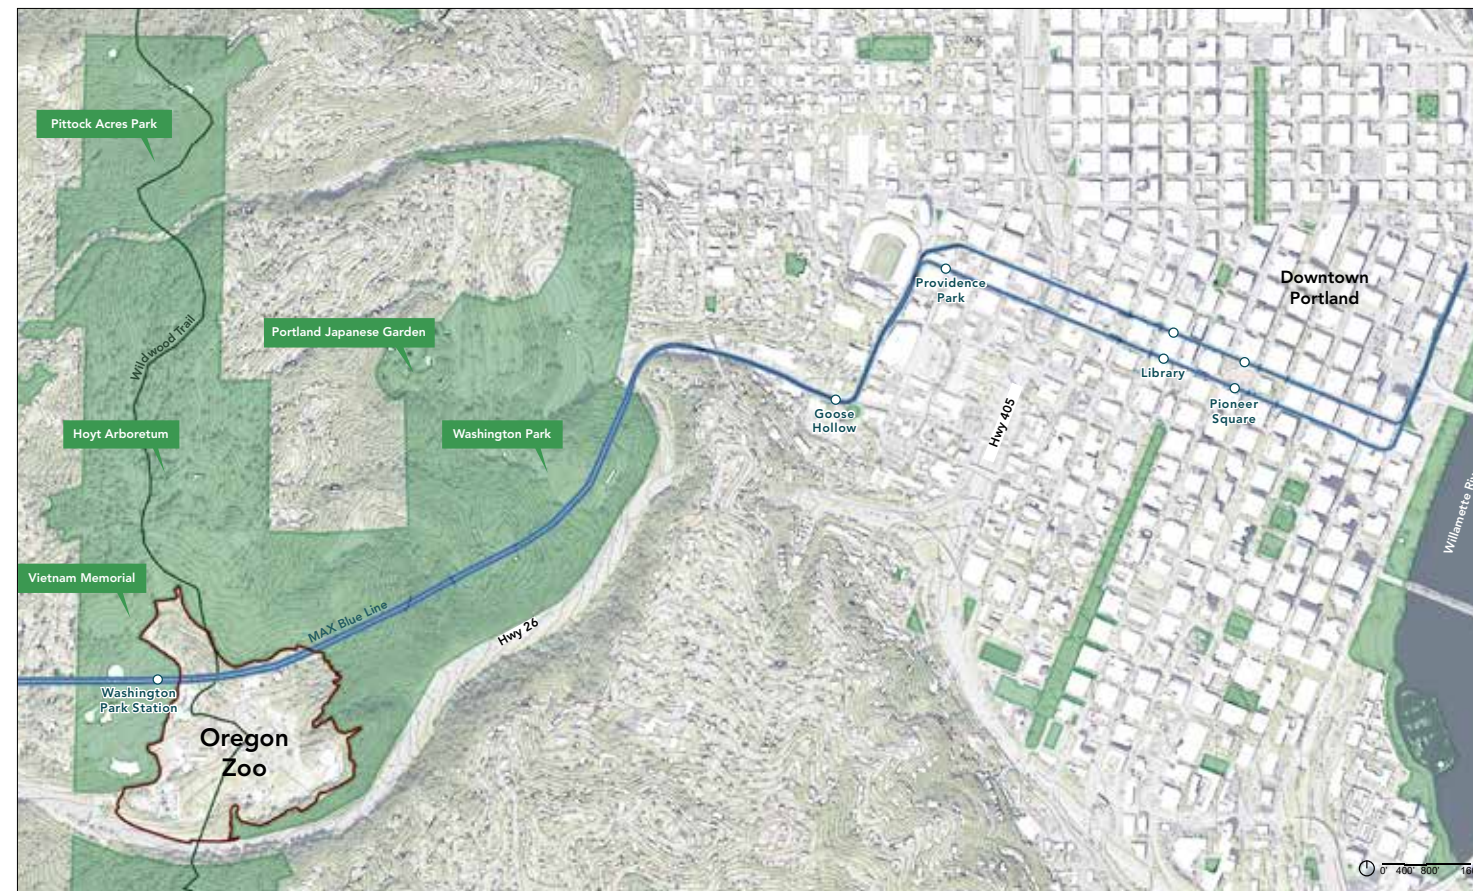 Pittock Acres Park
Providence
Park
Downtown
Portland
Portland Japanese Garden
Wildwood Trail
Library
Pioneer
Square
Goose
Hollow
Hwy 405
Hoyt Arboretum
Washington Park
Willamette
Vietnam Memorial
MAX Blue Line
Hwy 26
Washington
Park Station
Oregon
Zoo
0' 400' 800'